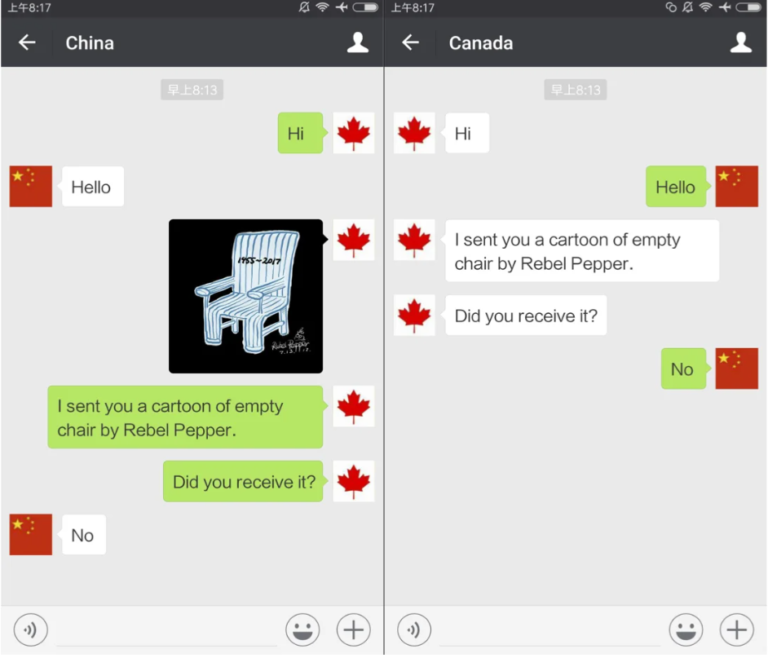 上午8:17
China
早上8:13
Hi
Hello
1955~2017
Rebel Pepper
I sent you a cartoon of empty
chair by Rebel Pepper.
Did you receive it?
No
上午8:17
Canada
早上8:13
Hi
Hello
I sent you a cartoon of empty
chair by Rebel Pepper.
Did you receive it?
No